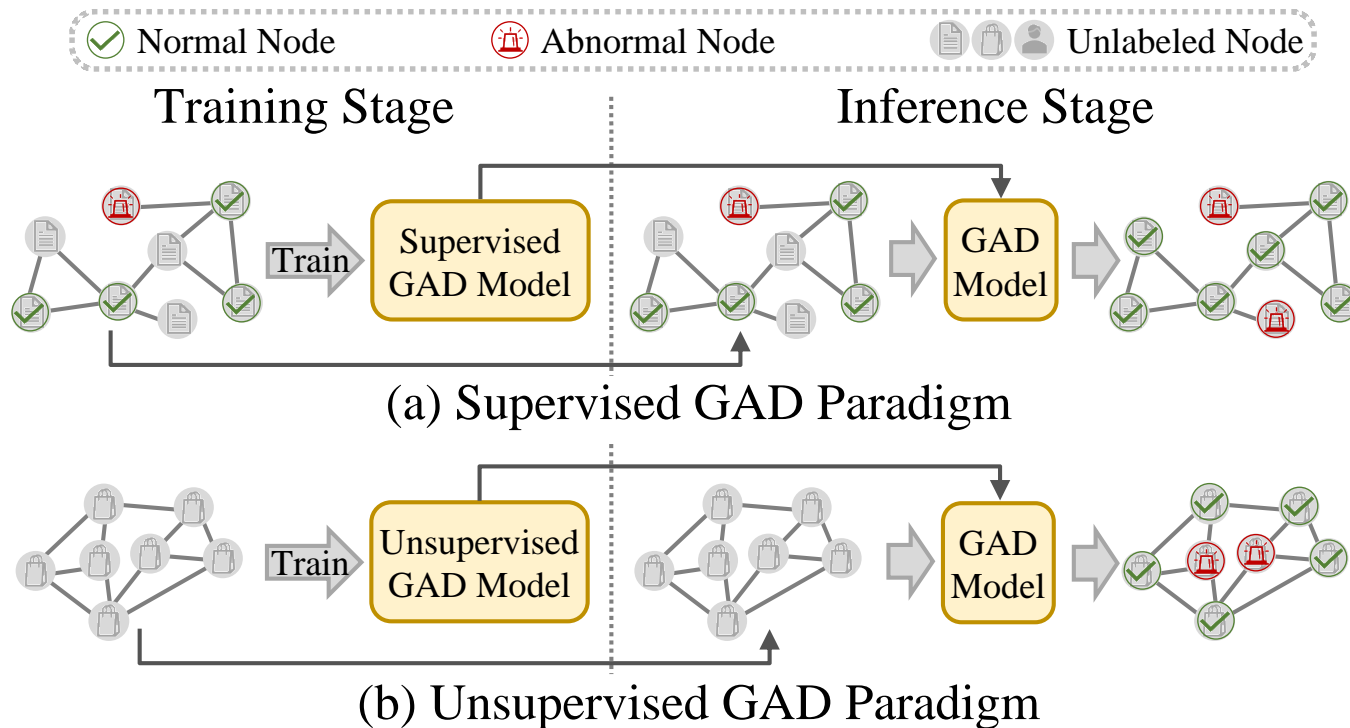 Normal Node
Abnormal Node
Unlabeled Node
Training Stage
Inference Stage
Train
Supervised
GAD Model
GAD
Model
(a) Supervised GAD Paradigm
Train
Unsupervised
GAD Model
GAD
Model
(b) Unsupervised GAD Paradigm